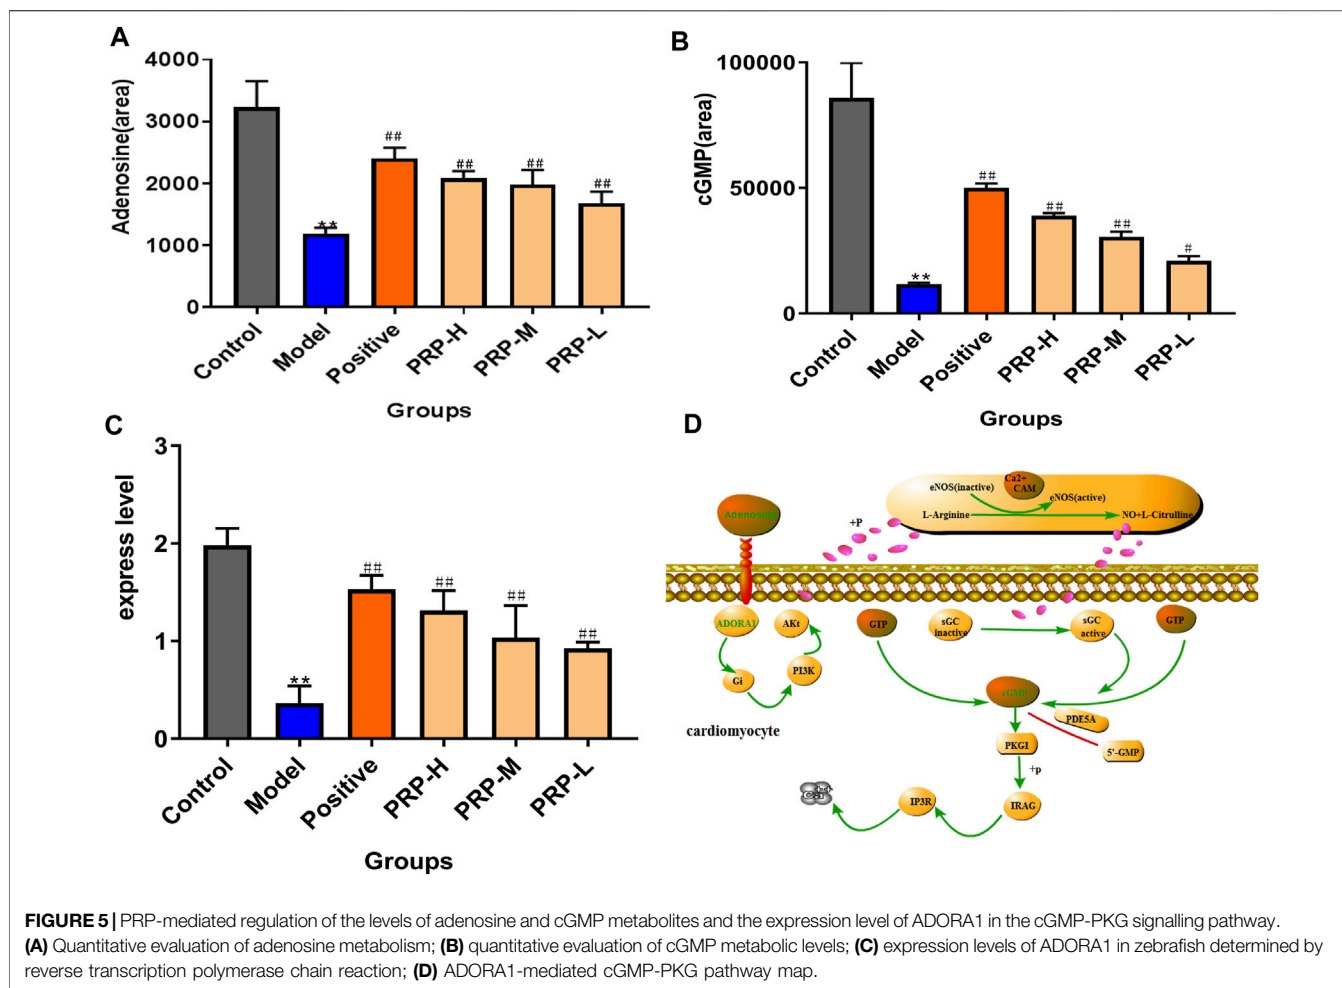 A
4000
3000
2000
1000
0
Adenosine(area)
**
##
##
##
##
Control
Model
Positive
PRP-H
PRP-M
PRP-L
Groups
B
100000
50000
0
cGMP(area)
**
##
##
##
#
Control
Model
Positive
PRP-H
PRP-M
PRP-L
Groups
C
3
2
1
0
express level
**
##
##
##
##
Control
Model
Positive
PRP-H
PRP-M
PRP-L
Groups
D
Ca2+
CAM
eNOS(inactive)
eNOS(active)
L-Arginine
NO+L-Citrulline
Adenosine
+P
ADORA1
AKt
GTP
sGC
inactive
sGC
active
GTP
Gi
PI3K
cGMP
PDE5A
cardiomyocyte
PKGI
5'-GMP
+p
IP3R
IRAG
FIGURE 5 | PRP-mediated regulation of the levels of adenosine and cGMP metabolites and the expression level of ADORA1 in the cGMP-PKG signalling pathway.
(A) Quantitative evaluation of adenosine metabolism; (B) quantitative evaluation of cGMP metabolic levels; (C) expression levels of ADORA1 in zebrafish determined by
reverse transcription polymerase chain reaction; (D) ADORA1-mediated cGMP-PKG pathway map.